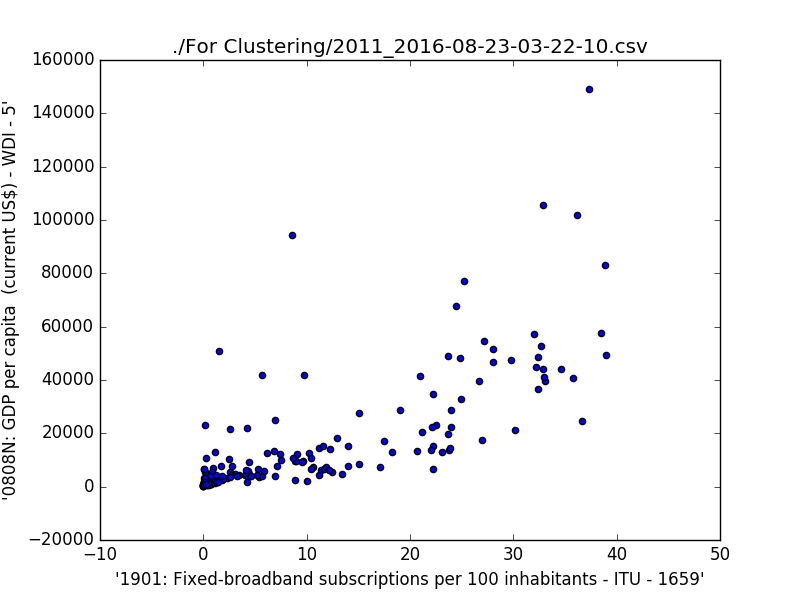 ./For Clustering/2011_2016-08-23-03-22-10.csv
'0808N: GDP per capita  (current US$) - WDI - 5'
160000
140000
120000
100000
80000
60000
40000
20000
0
−20000
−10 0 10 20 30 40 50
'1901: Fixed-broadband subscriptions per 100 inhabitants - ITU - 1659'